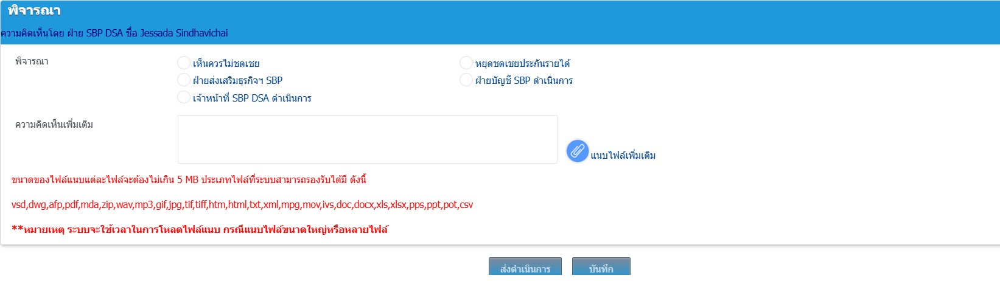 พิจารณา
ความคิดเห็นโดย ฝ่าย SBP DSA ชื่อ Jessada Sindhavichai
พิจารณา
เห็นควรไม่ชดเชย
หยุดชดเชยประกันรายได้
ฝ่ายส่งเสริมธุรกิจฯ SBP
ฝ่ายบัญชี SBP ดำเนินการ
เจ้าหน้าที่ SBP DSA ดำเนินการ
ความคิดเห็นเพิ่มเติม
แนบไฟล์เพิ่มเติม
ขนาดของไฟล์แนบแต่ละไฟล์จะต้องไม่เกิน 5 MB ประเภทไฟล์ที่ระบบสามารถรองรับได้มี ดังนี้
vsd,dwg,afp,pdf,mda,zip,wav,mp3,gif,jpg,tif,tiff,htm,html,txt,xml,mpg,mov,ivs,doc,docx,xls,xlsx,pps,ppt,pot,csv
**หมายเหตุ ระบบจะใช้เวลาในการโหลดไฟล์แนบ กรณีแนบไฟล์ขนาดใหญ่หรือหลายไฟล์
ส่งดำเนินการ
บันทึก